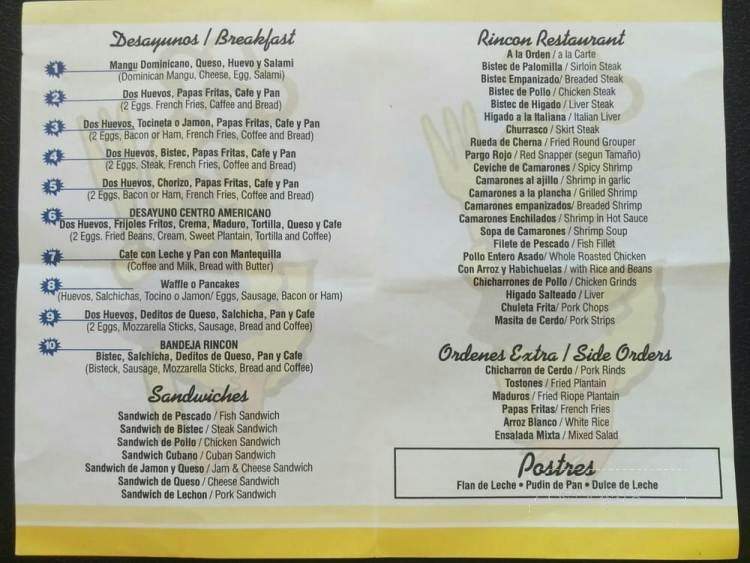 Desayunos / Breakfast
1 Mangu Dominicano, Queso, Huevo y Salami
(Dominican Mangu, Cheese, Egg, Salami)
2 Dos Huevos, Papas Fritas, Cafe y Pan
(2 Eggs. French Fries, Caffee and Bread)
3 Dos Huevos, Tocineta o Jamon, Papas Fritas, Cafe y Pan
(2 Eggs, Bacon or Ham, French Fries, Coffee and Bread)
4 Dos Huevos, Bistec, Papas Fritas, Cafe y Pan
(2 Eggs, Steak, French Fries, Coffee and Bread)
5 Dos Huevos, Chorizo, Papas Fritas, Cafe y Pan
(2 Eggs, Bacon or Ham, French Fries, Coffee and Bread)
6 DESAYUNO CENTRO AMERICANO
Dos Huevos, Frijoles Fritos, Crema, Maduro, Tortilla, Queso y Cafe
(2 Eggs. Fried Beans, Cream, Sweet Plantain, Tortilla and Coffee)
7 Cafe con Leche y Pan con Mantequilla
(Coffee and Milk, Bread with Butter)
8 Waffle o Pancakes
(Huevos, Salchichas, Tocino o Jamon/ Eggs, Sausage, Bacon or Ham)
9 Dos Huevos, Deditos de Queso, Salchicha, Pan y Cafe
(2 Eggs, Mozzarella Sticks, Sausage, Bread and Coffee)
10 BANDEJA RINCON
Bistec, Salchicha, Deditos de Queso, Pan y Cafe
(Bisteck, Sausage, Mozzarella Sticks, Bread and Coffee)
Sandwiches
Sandwich de Pescado / Fish Sandwich
Sandwich de Bistec / Steak Sandwich
Sandwich de Pollo / Chicken Sandwich
Sandwich Cubano / Cuban Sandwich
Sandwich de Jamon y Queso / Jam & Cheese Sandwich
Sandwich de Queso / Cheese Sandwich
Sandwich de Lechon / Pork Sandwich
Rincon Restaurant
A la Orden / a la Carte
Bistec de Palomilla / Sirloin Steak
Bistec Empanizado/ Breaded Steak
Bistec de Pollo / Chicken Steak
Bistec de Higado / Liver Steak
Higado a la Italiana / Italian Liver
Churrasco / Skirt Steak
Rueda de Cherna / Fried Round Grouper
Pargo Rojo / Red Snapper (segun Tamaño)
Ceviche de Camarones / Spicy Shrimp
Camarones al ajillo / Shrimp in garlic
Camarones a la plancha / Grilled Shrimp
Camarones empanizados/ Breaded Shrimp
Camarones Enchilados / Shrimp in Hot Sauce
Sopa de Camarones / Shrimp Soup
Filete de Pescado / Fish Fillet
Pollo Entero Asado/ Whole Roasted Chicken
Con Arroz y Habichuelas / with Rice and Beans
Chicharrones de Pollo / Chicken Grinds
Higado Salteado / Liver
Chuleta Frita/ Pork Chops
Masita de Cerdo/ Pork Strips
Ordenes Extra / Side Orders
Chicharron de Cerdo / Pork Rinds
Tostones / Fried Plantain
Maduros / Fried Riope Plantain
Papas Fritas/ French Fries
Arroz Blanco / White Rice
Ensalada Mixta / Mixed Salad
Postres
Flan de Leche • Pudin de Pan • Dulce de Leche